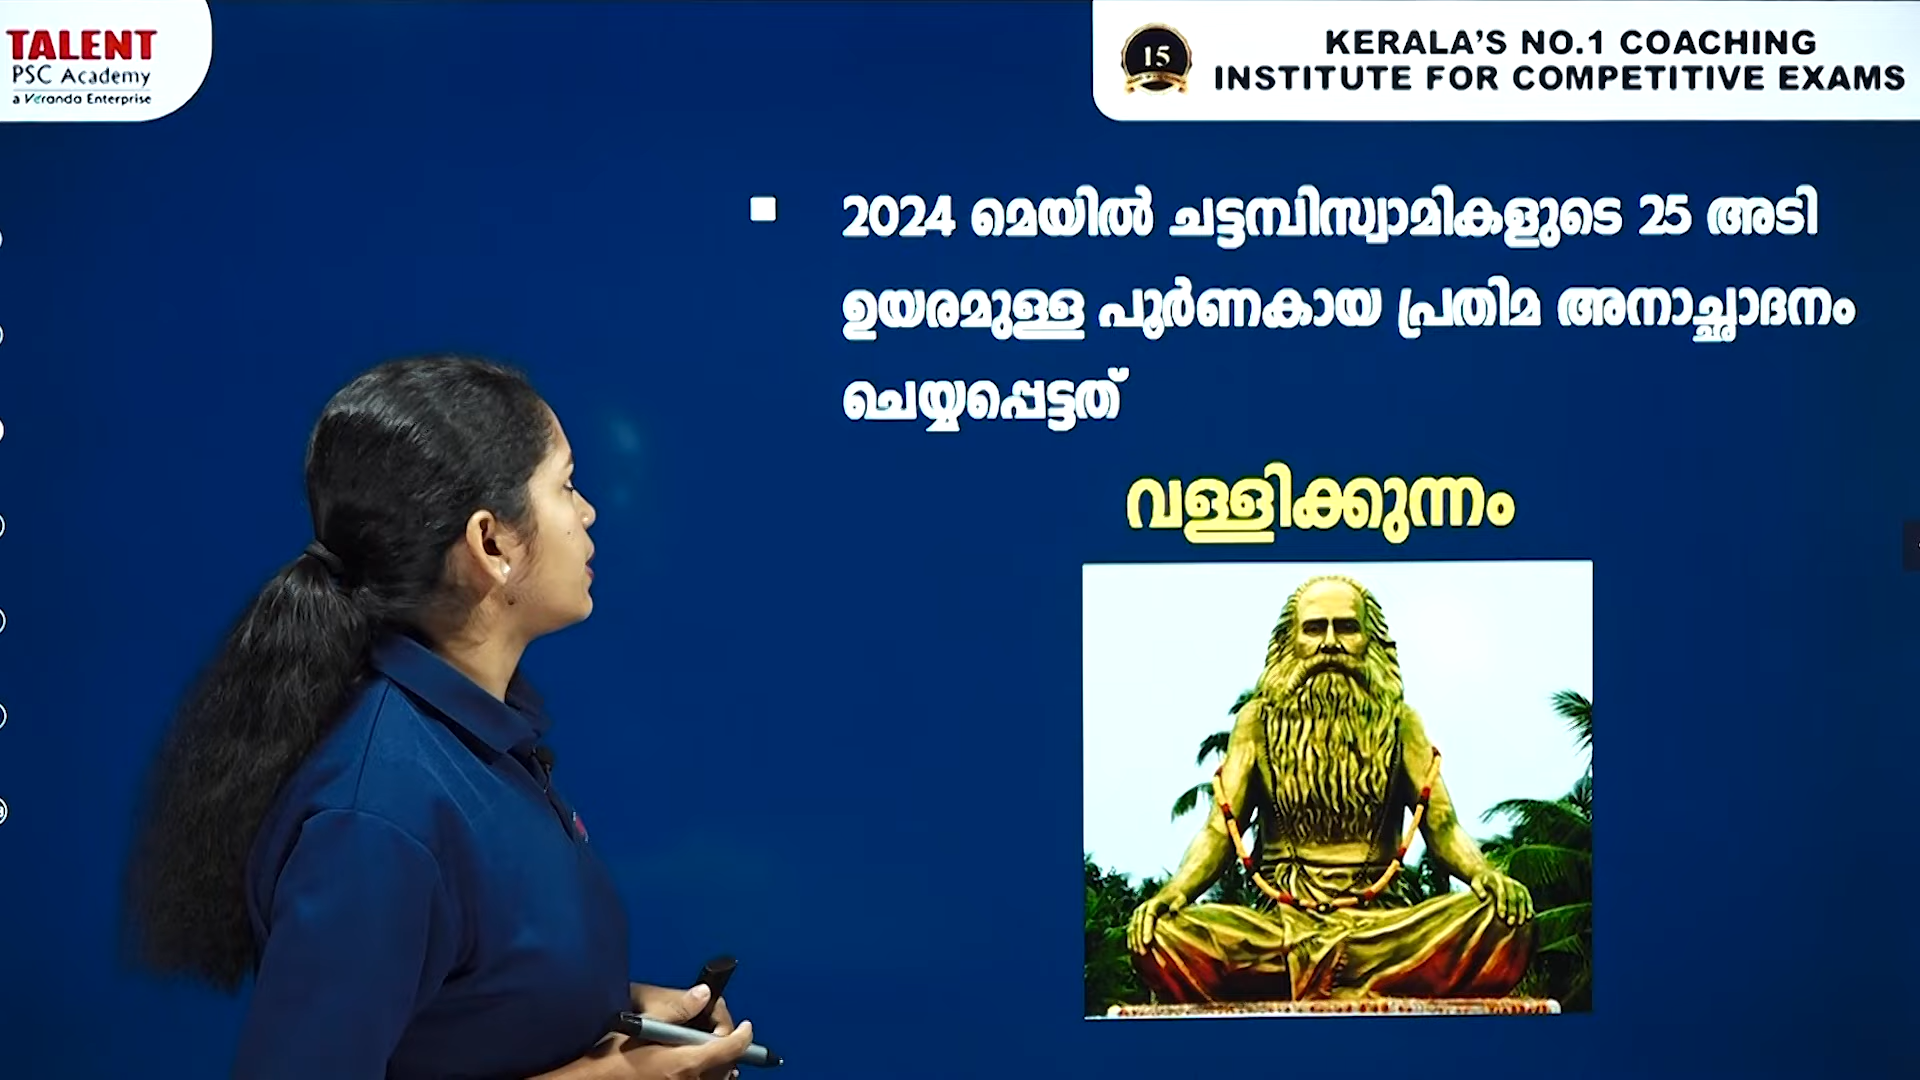 TALENT
PSC Academy
a Veranda Enterprise
15
KERALA'S NO.1 COACHING
INSTITUTE FOR COMPETITIVE EXAMS
2024 മെയിൽ ചട്ടമ്പിസ്വാമികളുടെ 25 അടി
ഉയരമുള്ള പൂർണകായ പ്രതിമ അനാച്ഛാദനം
ചെയ്യപ്പെട്ടത്
വള്ളിക്കുന്നം